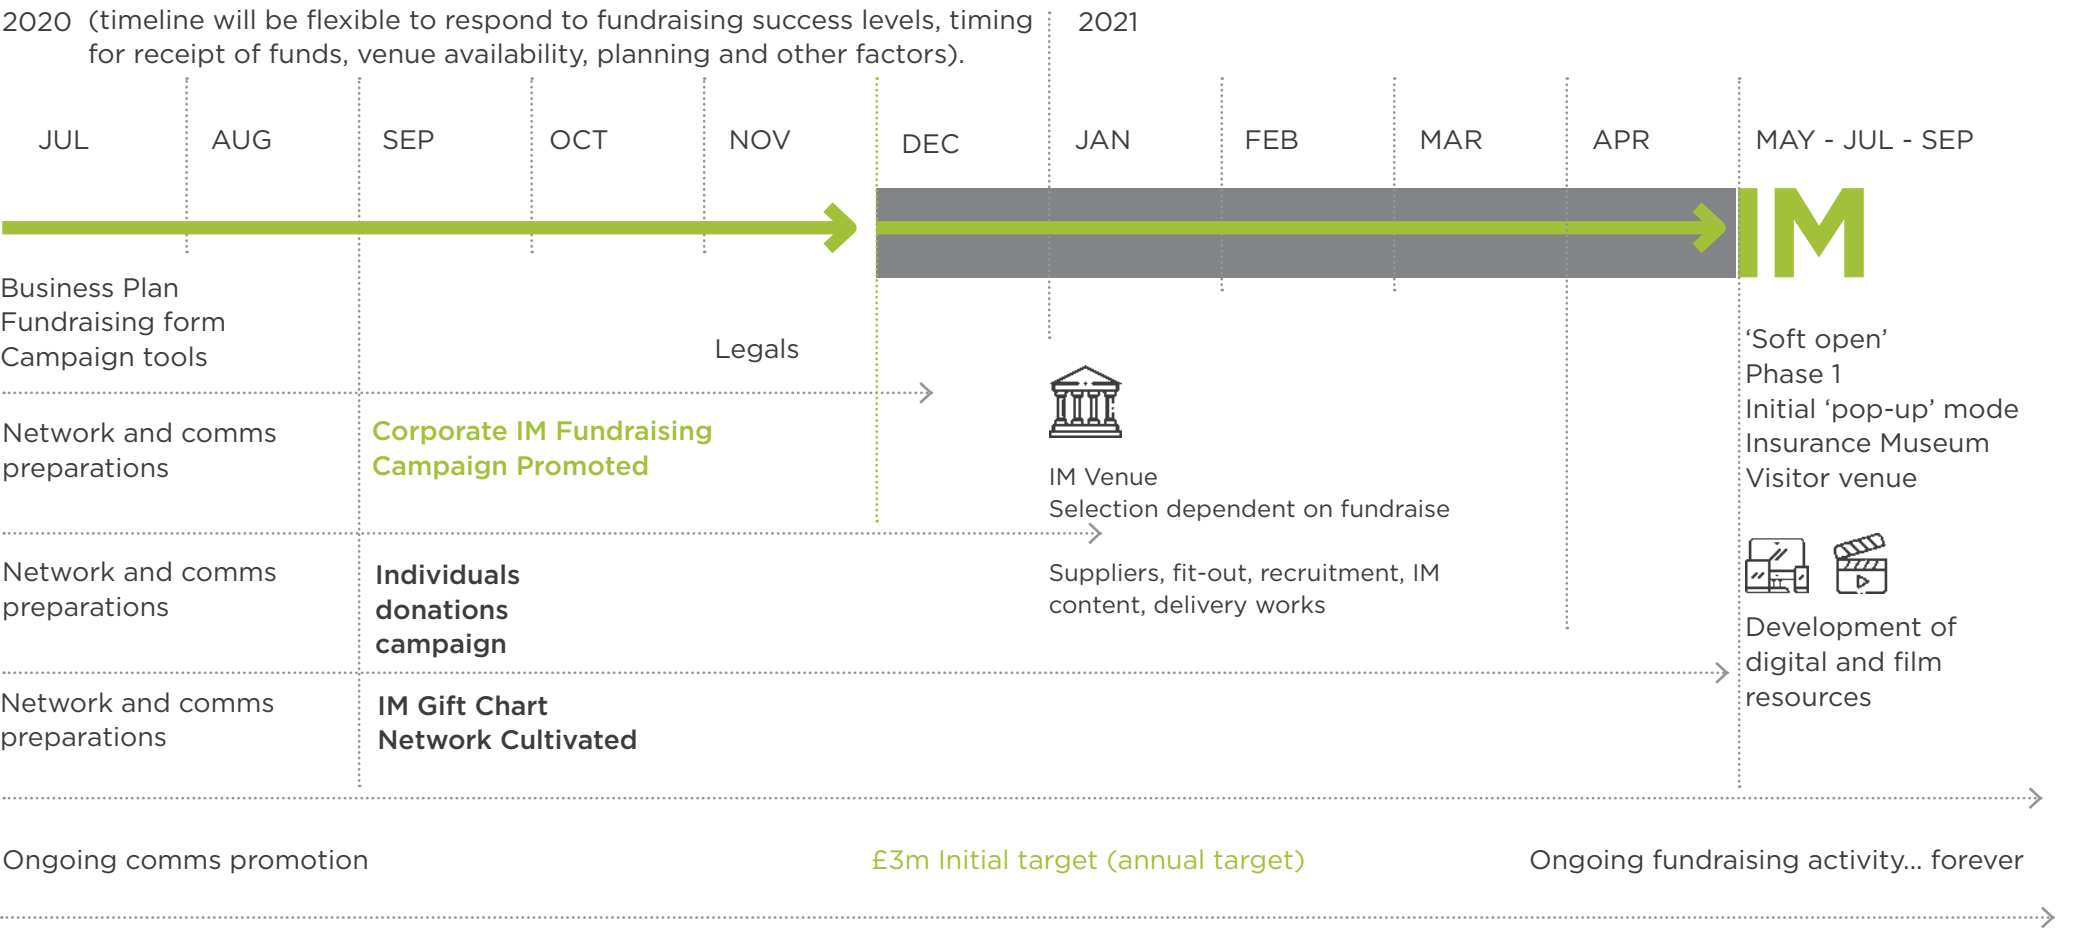 2020 (timeline will be flexible to respond to fundraising success levels, timing
for receipt of funds, venue availability, planning and other factors).
2021
JUL AUG SEP OCT NOV DEC JAN FEB MAR APR MAY - JUL - SEP
IM
Business Plan
Fundraising form
Campaign tools
Legals
Network and comms
preparations
Corporate IM Fundraising
Campaign Promoted
IM Venue
Selection dependent on fundraise
Suppliers, fit-out, recruitment, IM
content, delivery works
‘Soft open’
Phase 1
Initial ‘pop-up’ mode
Insurance Museum
Visitor venue
Network and comms
preparations
Individuals
donations
campaign
Development of
digital and film
resources
Network and comms
preparations
IM Gift Chart
Network Cultivated
Ongoing comms promotion
£3m Initial target (annual target)
Ongoing fundraising activity... forever